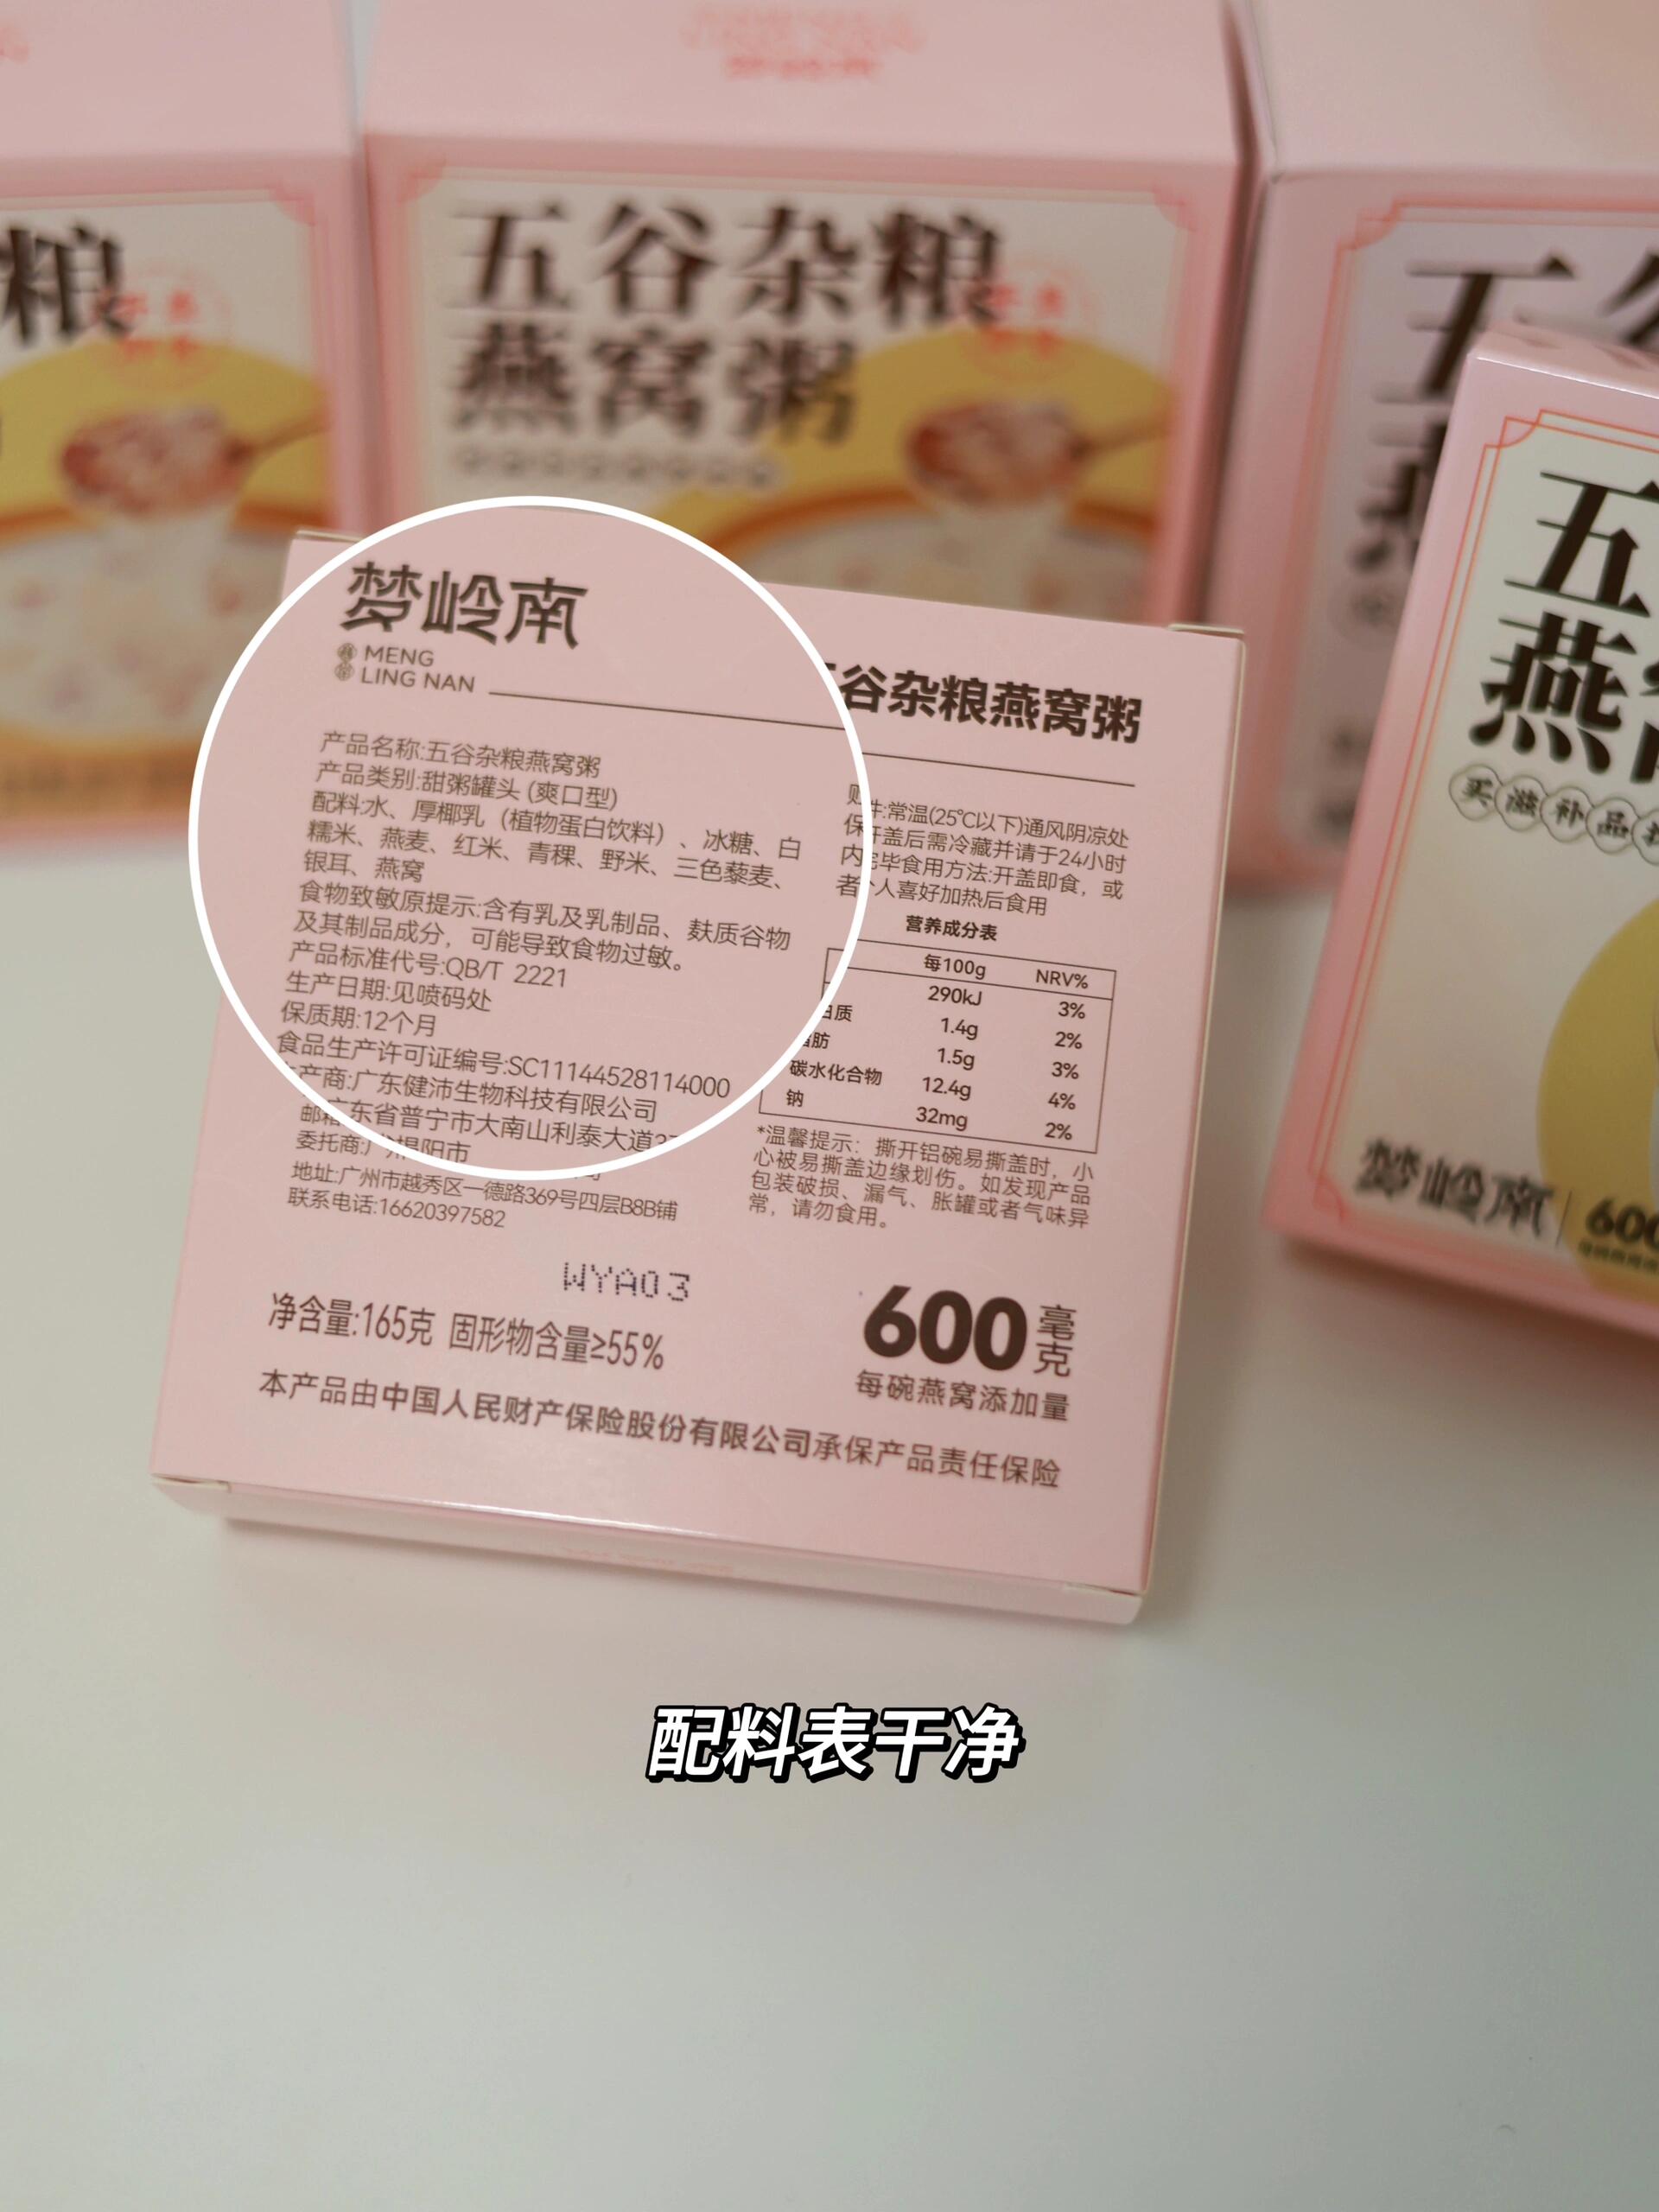 五谷杂粮
燕窝粥
粮
五
燕
五
燕
买滋补品
梦岭南
600
梦岭南
MENG
LING NAN
谷杂粮燕窝粥
产品名称:五谷杂粮燕窝粥
产品类别:甜粥罐头 (爽口型)
配料:水、厚椰乳（植物蛋白饮料）、冰糖、白
糯米、燕麦、红米、青稞、野米、三色藜麦、
银耳、燕窝
食物致敏原提示:含有乳及乳制品、麸质谷物
及其制品成分，可能导致食物过敏。
产品标准代号:QB/T 2221
生产日期:见喷码处
保质期:12个月
食品生产许可证编号:SC11144528114000
产商:广东健沛生物科技有限公司
东省普宁市大南山利泰大道
委托商:
揭阳市
地址:广州市越秀区一德路369号四层B8B铺
联系电话:16620397582
:常温(25℃以下)通风阴凉处
保 开盖后需冷藏并请于24小时
内 完毕食用方法:开盖即食，或
者 个人喜好加热后食用
营养成分表
每100g NRV%
290kJ 3%
白质 1.4g 2%
脂肪 1.5g 3%
碳水化合物 12.4g 4%
钠 32mg 2%
*温馨提示：撕开铝碗易撕盖时，小
心被易撕盖边缘划伤。如发现产品
包装破损、漏气、胀罐或者气味异
常，请勿食用。
WYA03
净含量:165克 固形物含量≥55%
600毫克
每碗燕窝添加量
本产品由中国人民财产保险股份有限公司承保产品责任保险
配料表干净